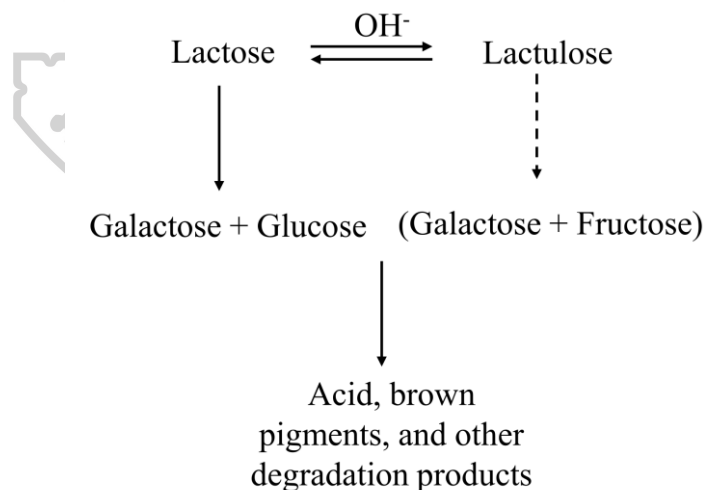 OH-
Lactose Lactulose
Galactose + Glucose (Galactose + Fructose)
Acid, brown
pigments, and other
degradation products